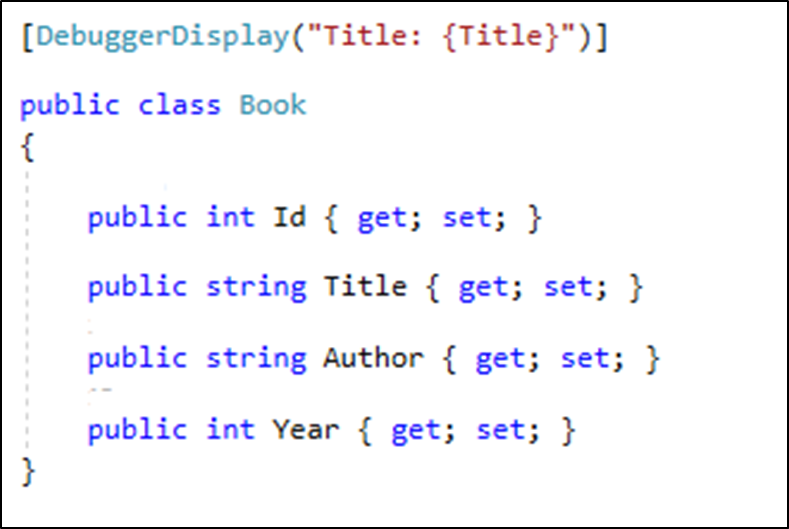 [DebuggerDisplay("Title: {Title}")]
public class Book
{
public int Id { get; set; }
public string Title { get; set; }
public string Author { get; set; }
public int Year { get; set; }
}